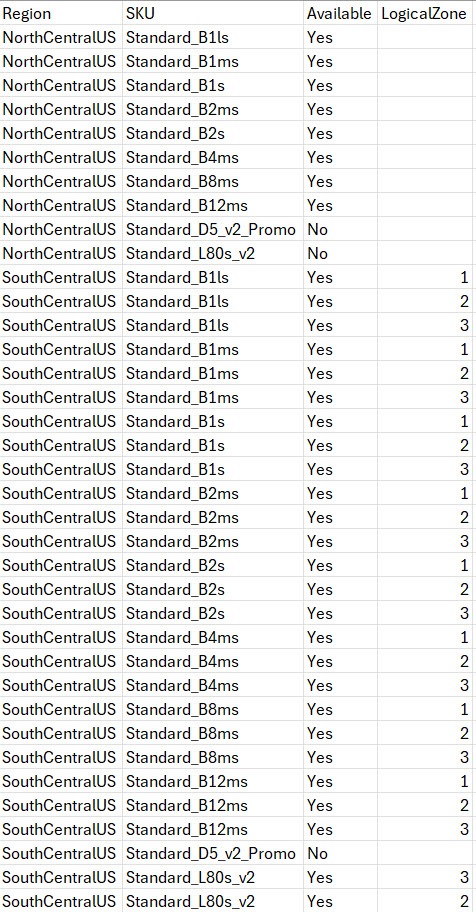 Region SKU Available LogicalZone
NorthCentralUS Standard_B1ls Yes
NorthCentralUS Standard_B1ms Yes
NorthCentralUS Standard_B1s Yes
NorthCentralUS Standard_B2ms Yes
NorthCentralUS Standard_B2s Yes
NorthCentralUS Standard_B4ms Yes
NorthCentralUS Standard_B8ms Yes
NorthCentralUS Standard_B12ms Yes
NorthCentralUS Standard_D5_v2_Promo No
NorthCentralUS Standard_L80s_v2 No
SouthCentralUS Standard_B1ls Yes 1
SouthCentralUS Standard_B1ls Yes 2
SouthCentralUS Standard_B1ls Yes 3
SouthCentralUS Standard_B1ms Yes 1
SouthCentralUS Standard_B1ms Yes 2
SouthCentralUS Standard_B1ms Yes 3
SouthCentralUS Standard_B1s Yes 1
SouthCentralUS Standard_B1s Yes 2
SouthCentralUS Standard_B1s Yes 3
SouthCentralUS Standard_B2ms Yes 1
SouthCentralUS Standard_B2ms Yes 2
SouthCentralUS Standard_B2ms Yes 3
SouthCentralUS Standard_B2s Yes 1
SouthCentralUS Standard_B2s Yes 2
SouthCentralUS Standard_B2s Yes 3
SouthCentralUS Standard_B4ms Yes 1
SouthCentralUS Standard_B4ms Yes 2
SouthCentralUS Standard_B4ms Yes 3
SouthCentralUS Standard_B8ms Yes 1
SouthCentralUS Standard_B8ms Yes 2
SouthCentralUS Standard_B8ms Yes 3
SouthCentralUS Standard_B12ms Yes 1
SouthCentralUS Standard_B12ms Yes 2
SouthCentralUS Standard_B12ms Yes 3
SouthCentralUS Standard_D5_v2_Promo No
SouthCentralUS Standard_L80s_v2 Yes 3
SouthCentralUS Standard_L80s_v2 Yes 2